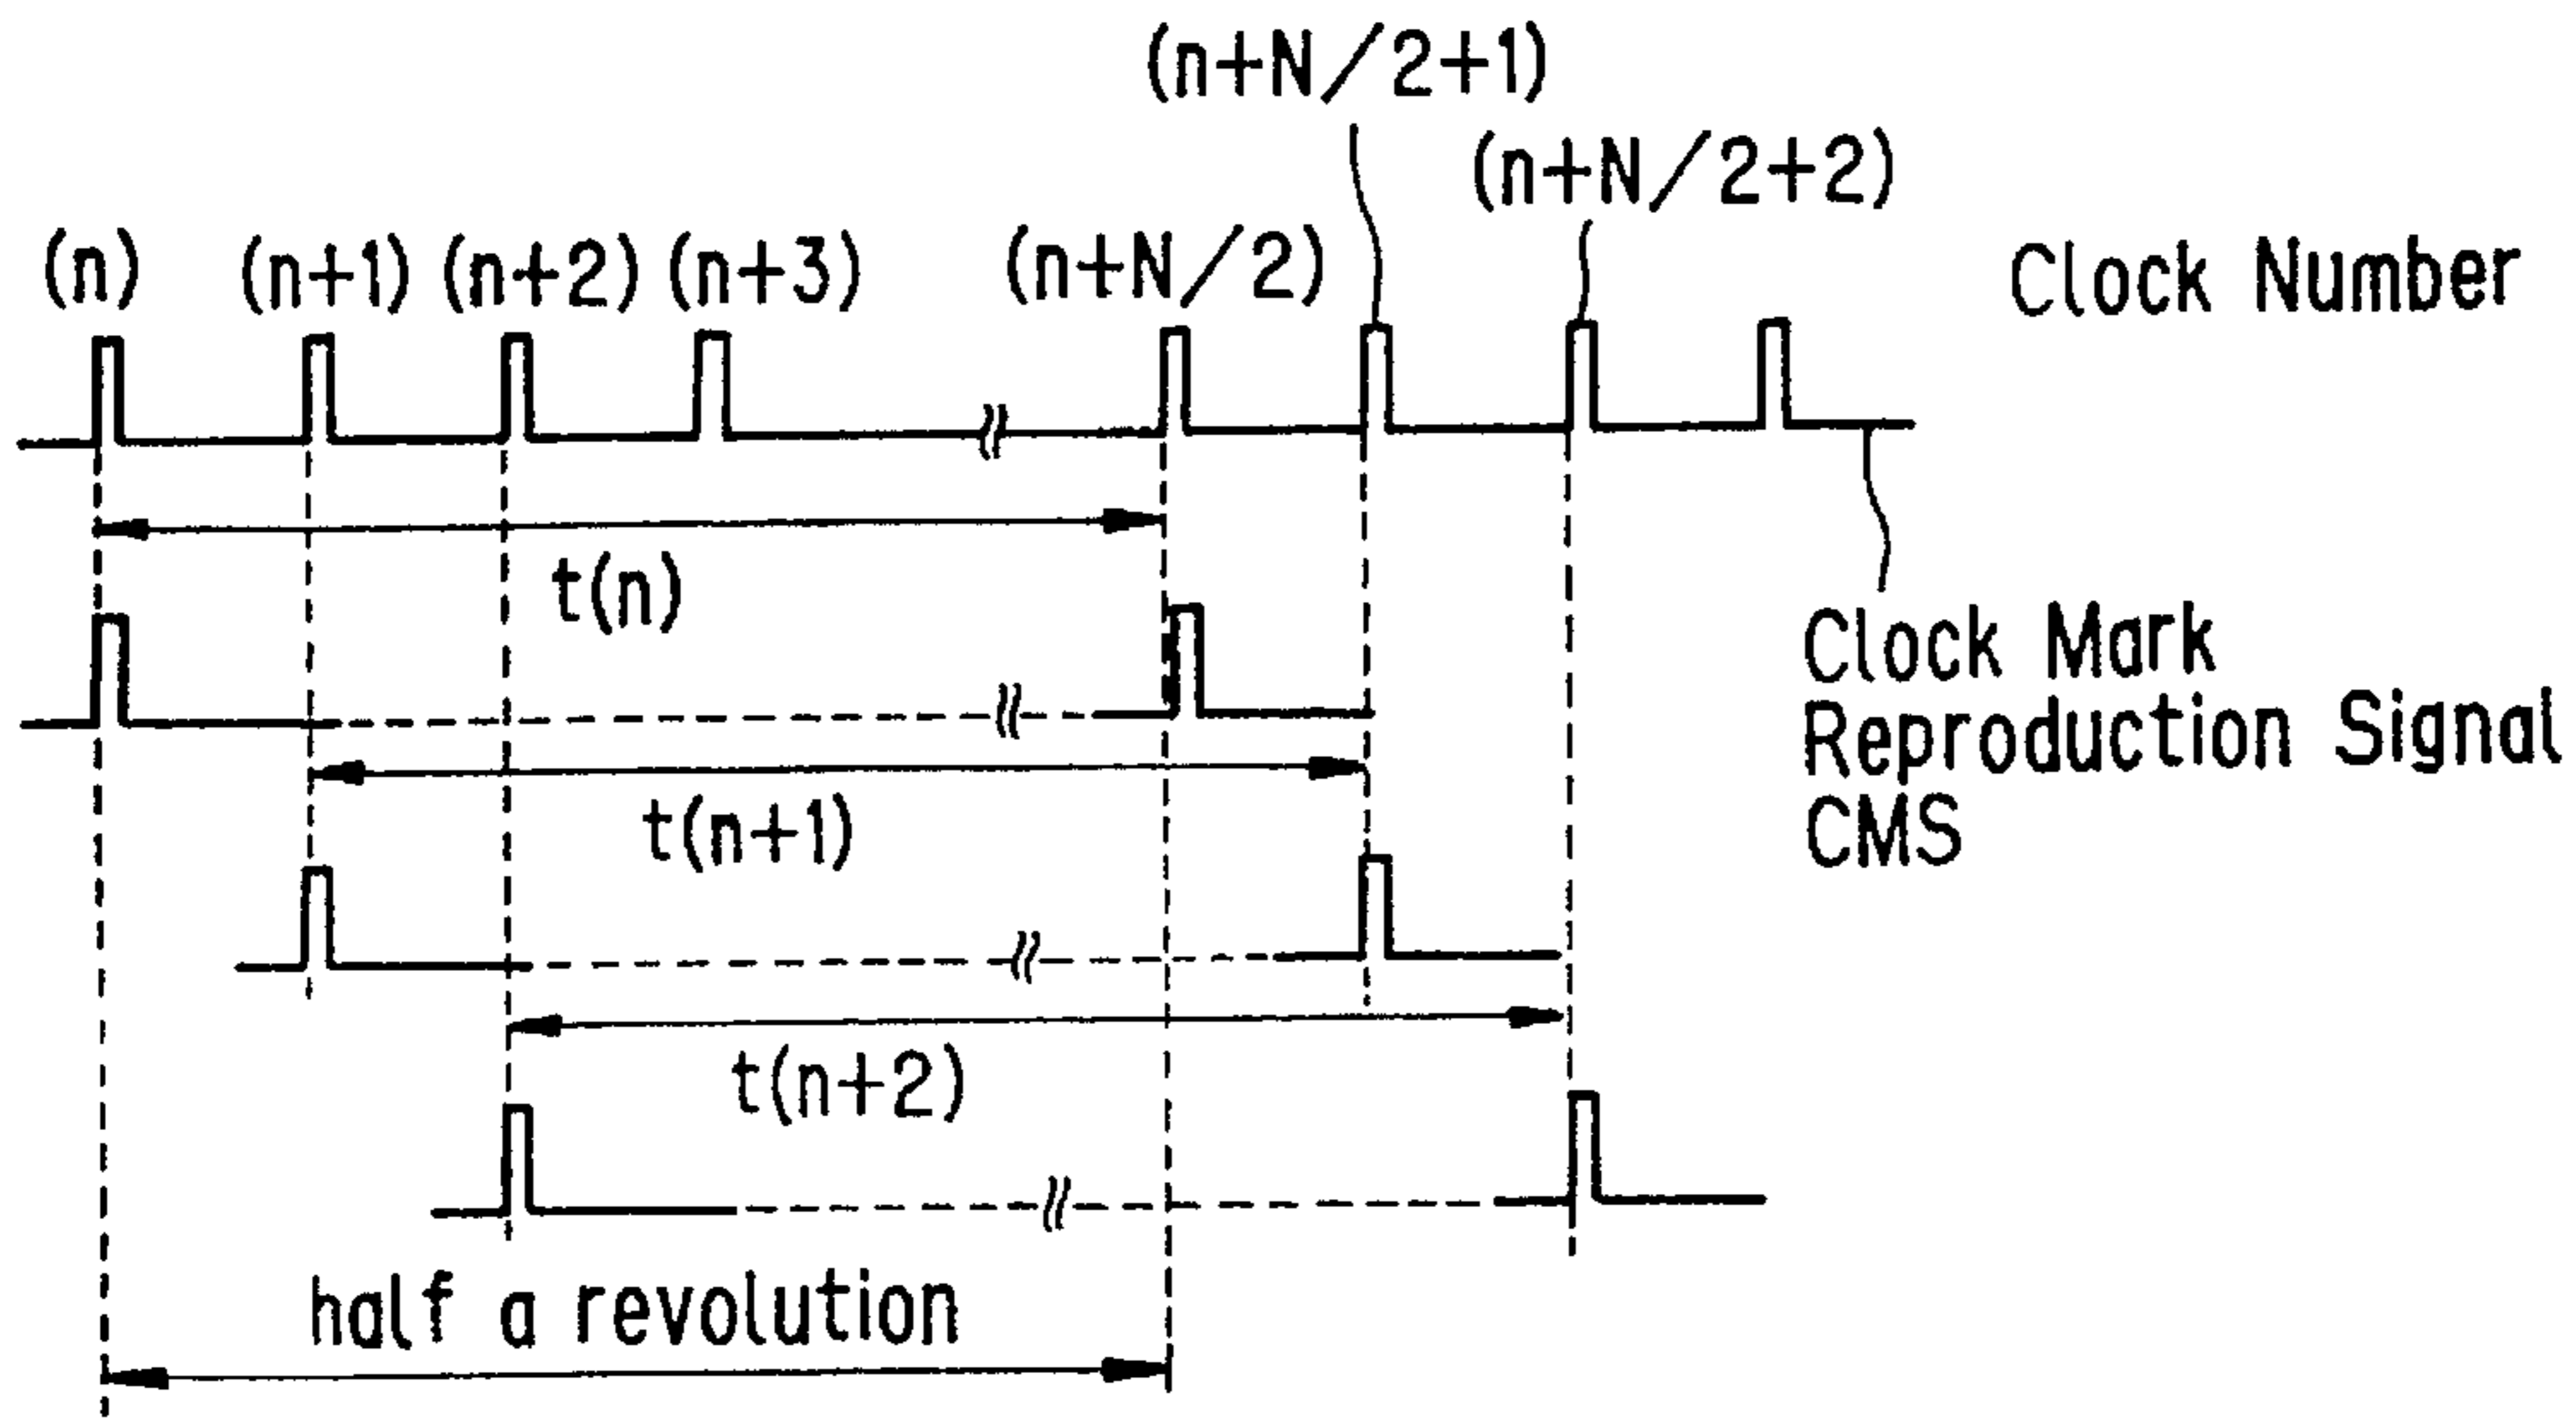 (n+N/2+1)
(n+N/2+2)
(n) (n+1) (n+2) (n+3) (n+N/2) Clock Number
t(n)
Clock Mark
Reproduction Signal
CMS
t(n+1)
t(n+2)
half a revolution